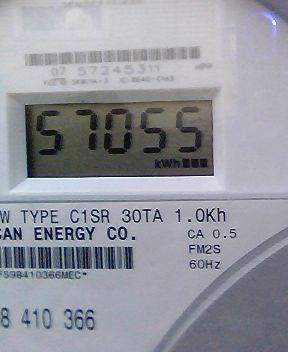 07 57245311
57055
kWh
W TYPE C1SR 30TA 1.0Kh
CAN ENERGY CO.
CA 0.5
FM2S
60Hz
FS98410366MEC*
8 410 366